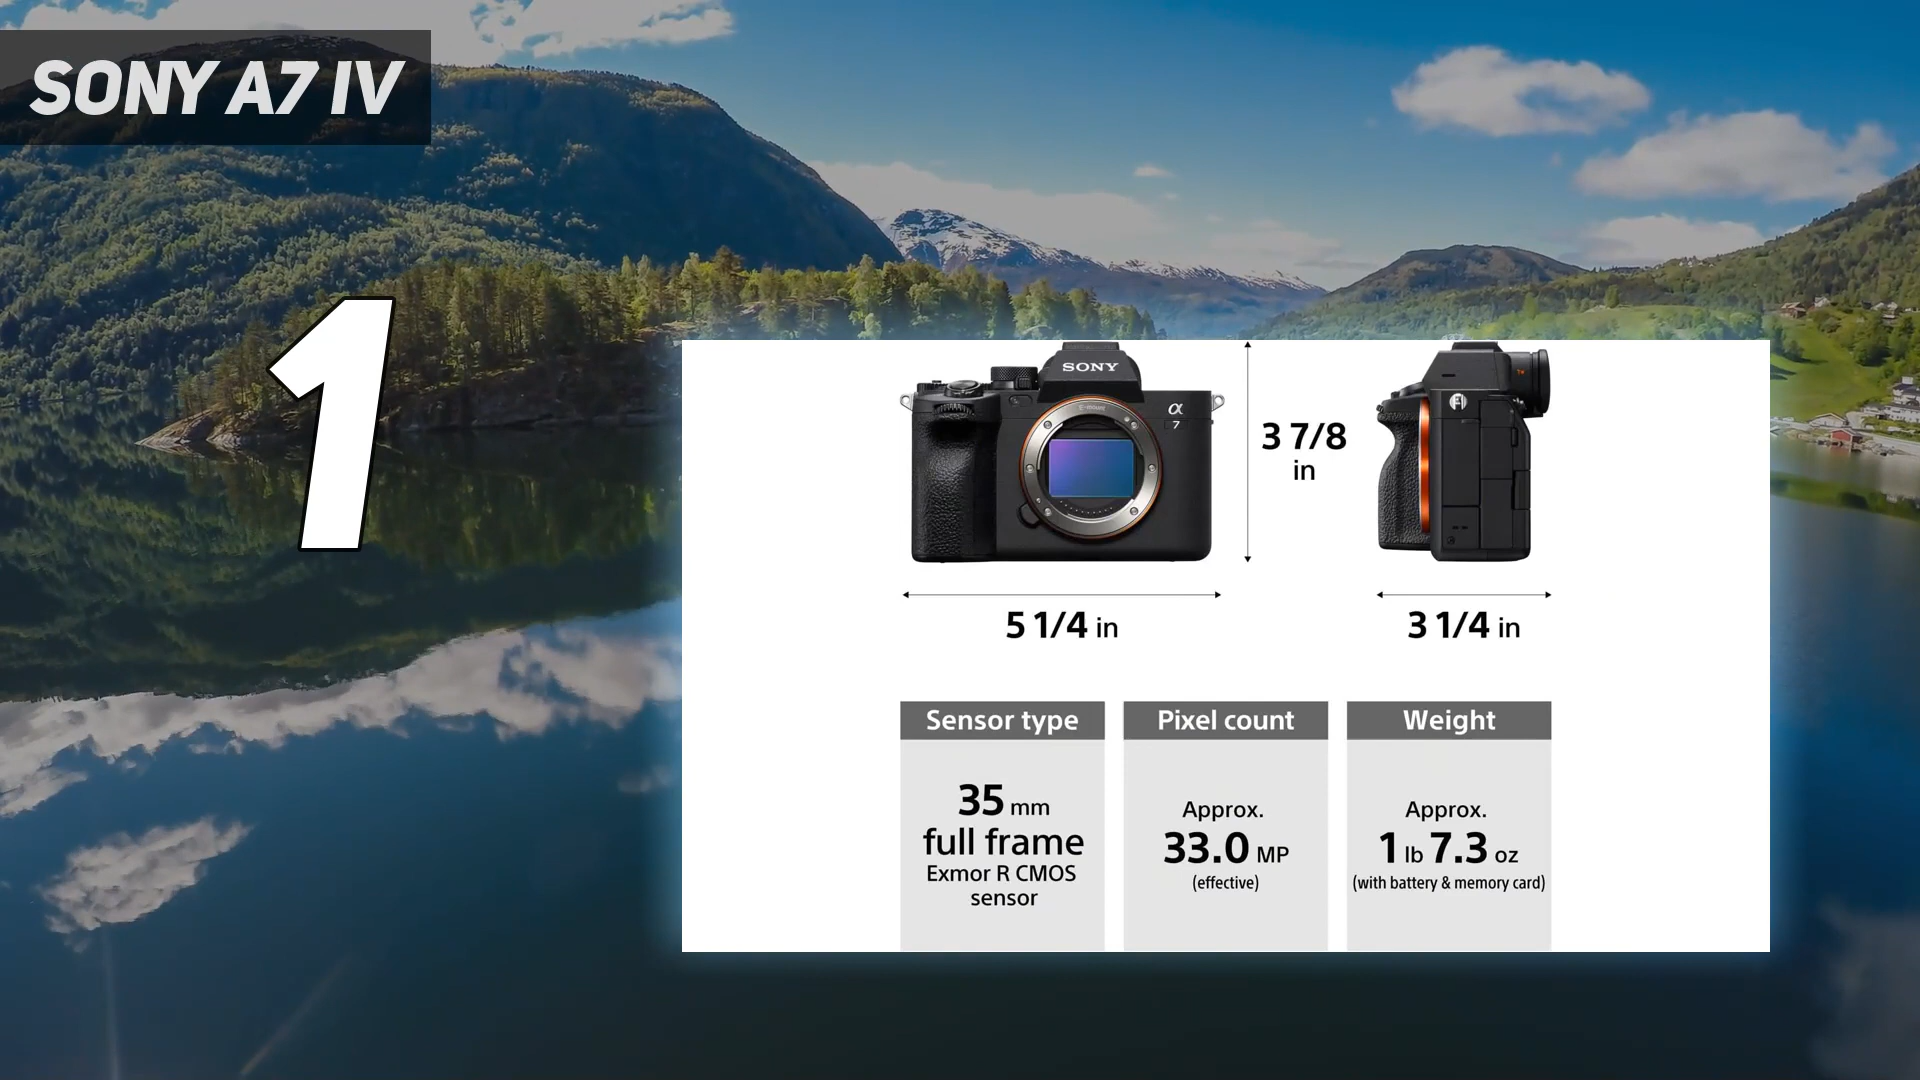 SONY A7 IV
1
SONY
E-mount
α
7
3 7/8
in
5 1/4 in
3 1/4 in
Sensor type
35 mm
full frame
Exmor R CMOS
sensor
Pixel count
Approx.
33.0 MP
(effective)
Weight
Approx.
1 lb 7.3 oz
(with battery & memory card)